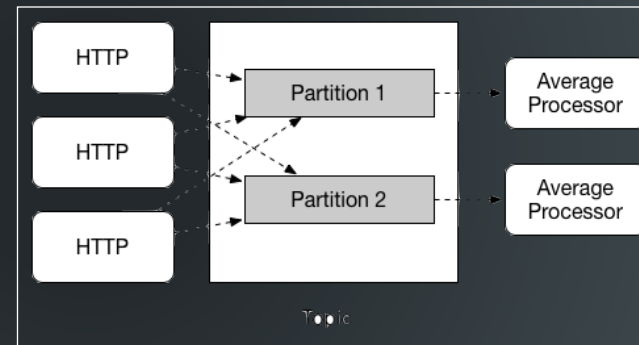 HTTP
HTTP
HTTP
Partition 1
Partition 2
Average
Processor
Average
Processor
Topic